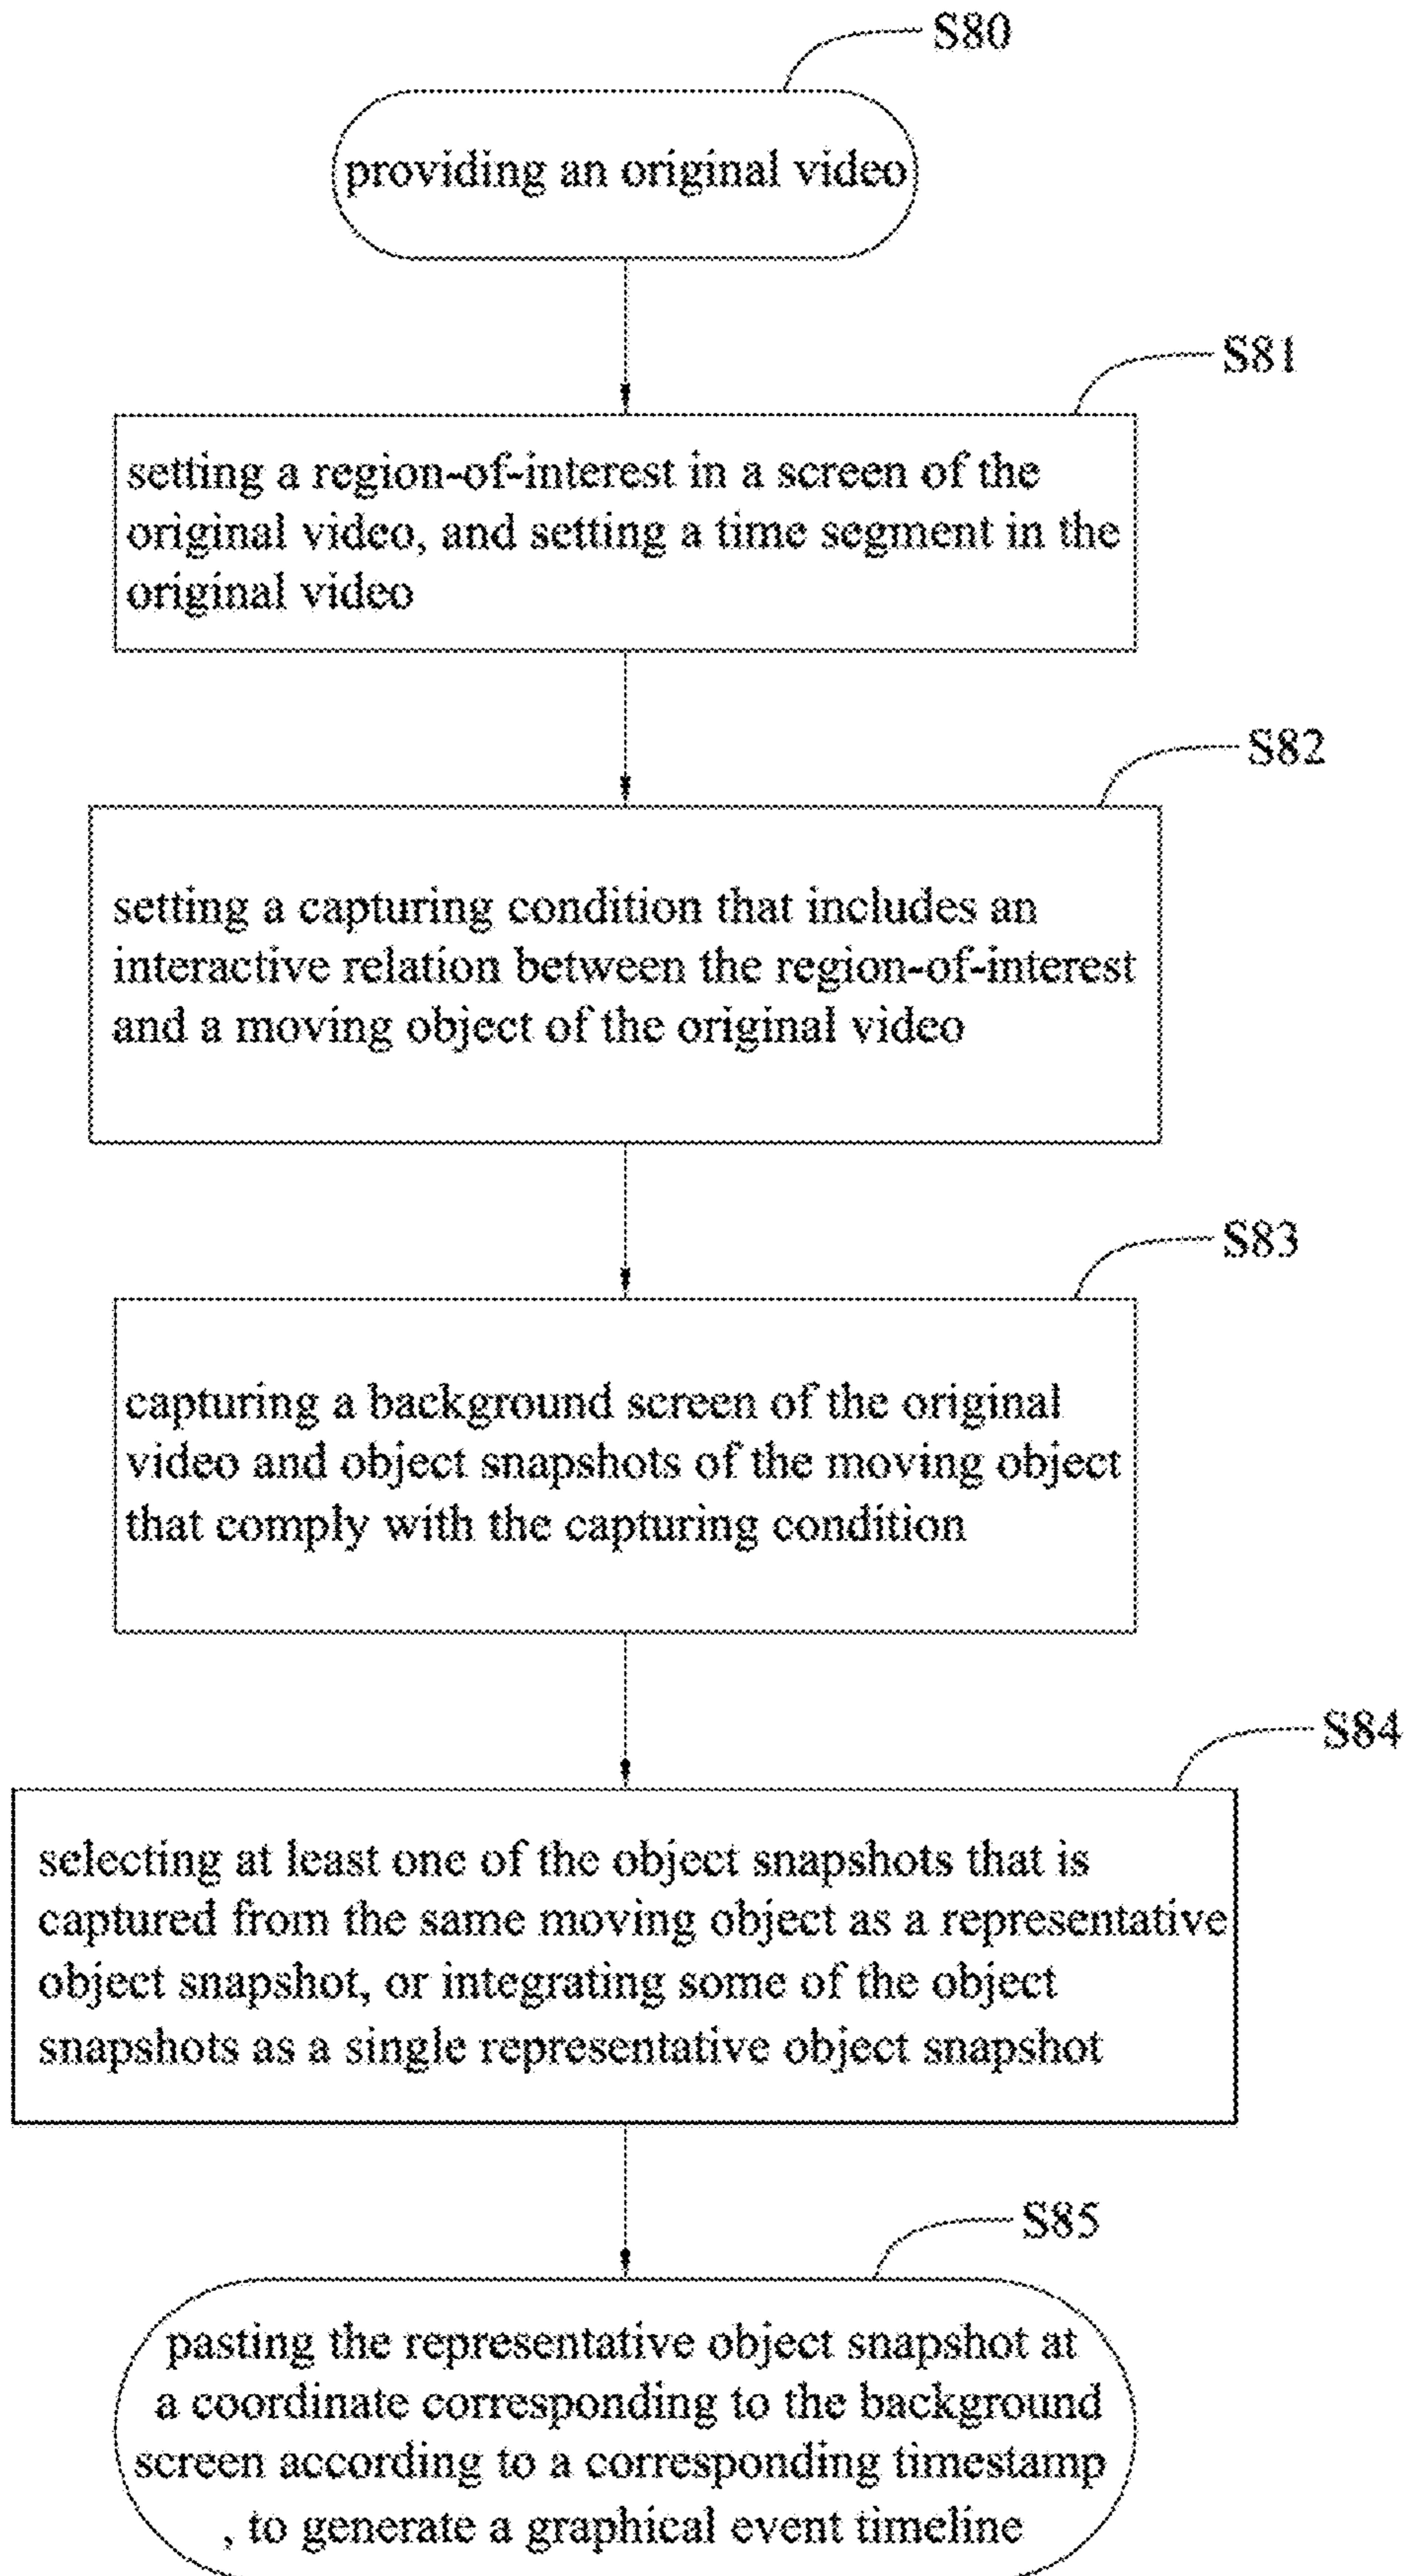 S80
providing an original video
S81
setting a region-of-interest in a screen of the
original video, and setting a time segment in the
original video
S82
setting a capturing condition that includes an
interactive relation between the region-of-interest
and a moving object of the original video
S83
capturing a background screen of the original
video and object snapshots of the moving object
that comply with the capturing condition
S84
selecting at least one of the object snapshots that is
captured from the same moving object as a representative
object snapshot, or integrating some of the object
snapshots as a single representative object snapshot
S85
pasting the representative object snapshot at
a coordinate corresponding to the background
screen according to a corresponding timestamp
, to generate a graphical event timeline